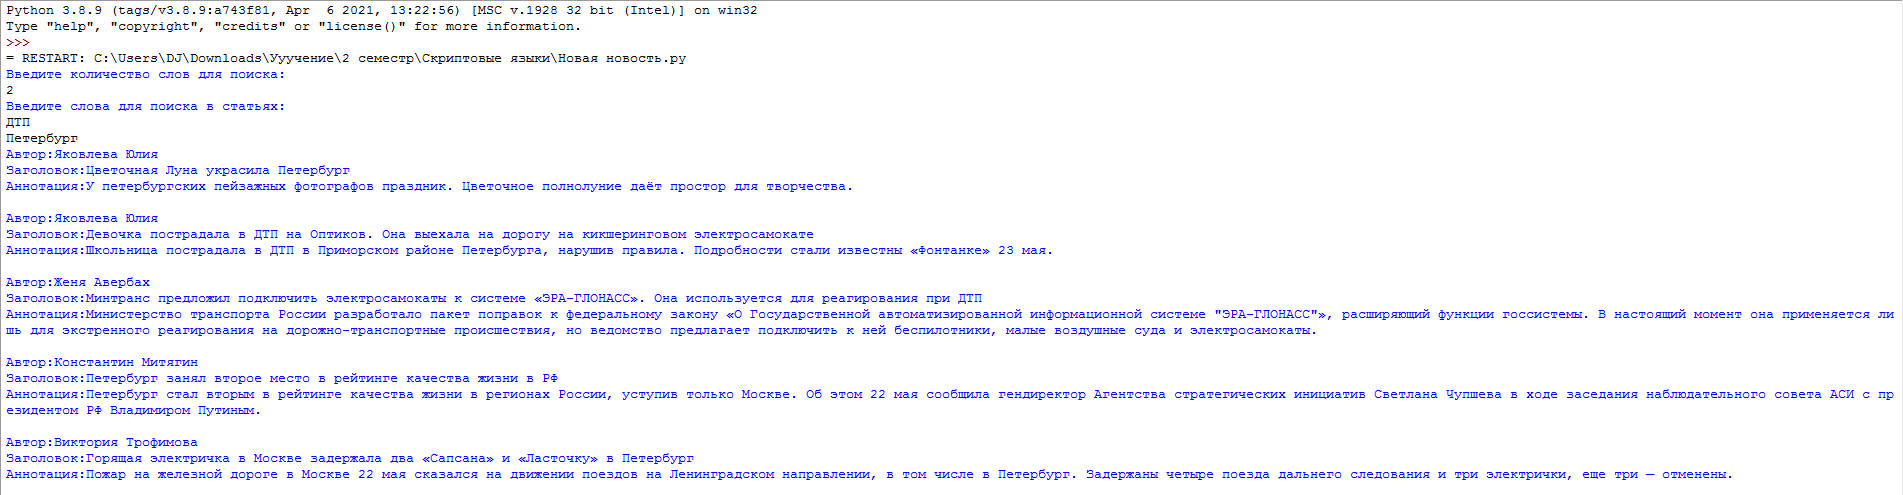 Python 3.8.9 (tags/v3.8.9:a743f81, Apr  6 2021, 13:22:56) [MSC v.1928 32 bit (Intel)] on win32
Type "help", "copyright", "credits" or "license()" for more information.
>>>
= RESTART: C:\Users\DJ\Downloads\Ууучение\2 семестр\Скриптовые языки\Новая новость.py
Введите количество слов для поиска:
2
Введите слова для поиска в статьях:
ДТП
Петербург
Автор:Яковлева Юлия
Заголовок:Цветочная Луна украсила Петербург
Аннотация:У петербургских пейзажных фотографов праздник. Цветочное полнолуние даёт простор для творчества.
Автор:Яковлева Юлия
Заголовок:Девочка пострадала в ДТП на Оптиков. Она выехала на дорогу на кикшеринговом электросамокате
Аннотация:Школьница пострадала в ДТП в Приморском районе Петербурга, нарушив правила. Подробности стали известны «Фонтанке» 23 мая.
Автор:Женя Авербах
Заголовок:Минтранс предложил подключить электросамокаты к системе «ЭРА-ГЛОНАСС». Она используется для реагирования при ДТП
Аннотация:Министерство транспорта России разработало пакет поправок к федеральному закону «О Государственной автоматизированной информационной системе "ЭРА-ГЛОНАСС"», расширяющий функции госсистемы. В настоящий момент она применяется ли
шь для экстренного реагирования на дорожно-транспортные происшествия, но ведомство предлагает подключить к ней беспилотники, малые воздушные суда и электросамокаты.
Автор:Константин Митягин
Заголовок:Петербург занял второе место в рейтинге качества жизни в РФ
Аннотация:Петербург стал вторым в рейтинге качества жизни в регионах России, уступив только Москве. Об этом 22 мая сообщила гендиректор Агентства стратегических инициатив Светлана Чупшева в ходе заседания наблюдательного совета АСИ с пр
езидентом РФ Владимиром Путиным.
Автор:Виктория Трофимова
Заголовок:Горящая электричка в Москве задержала два «Сапсана» и «Ласточку» в Петербург
Аннотация:Пожар на железной дороге в Москве 22 мая сказался на движении поездов на Ленинградском направлении, в том числе в Петербург. Задержаны четыре поезда дальнего следования и три электрички, еще три — отменены.